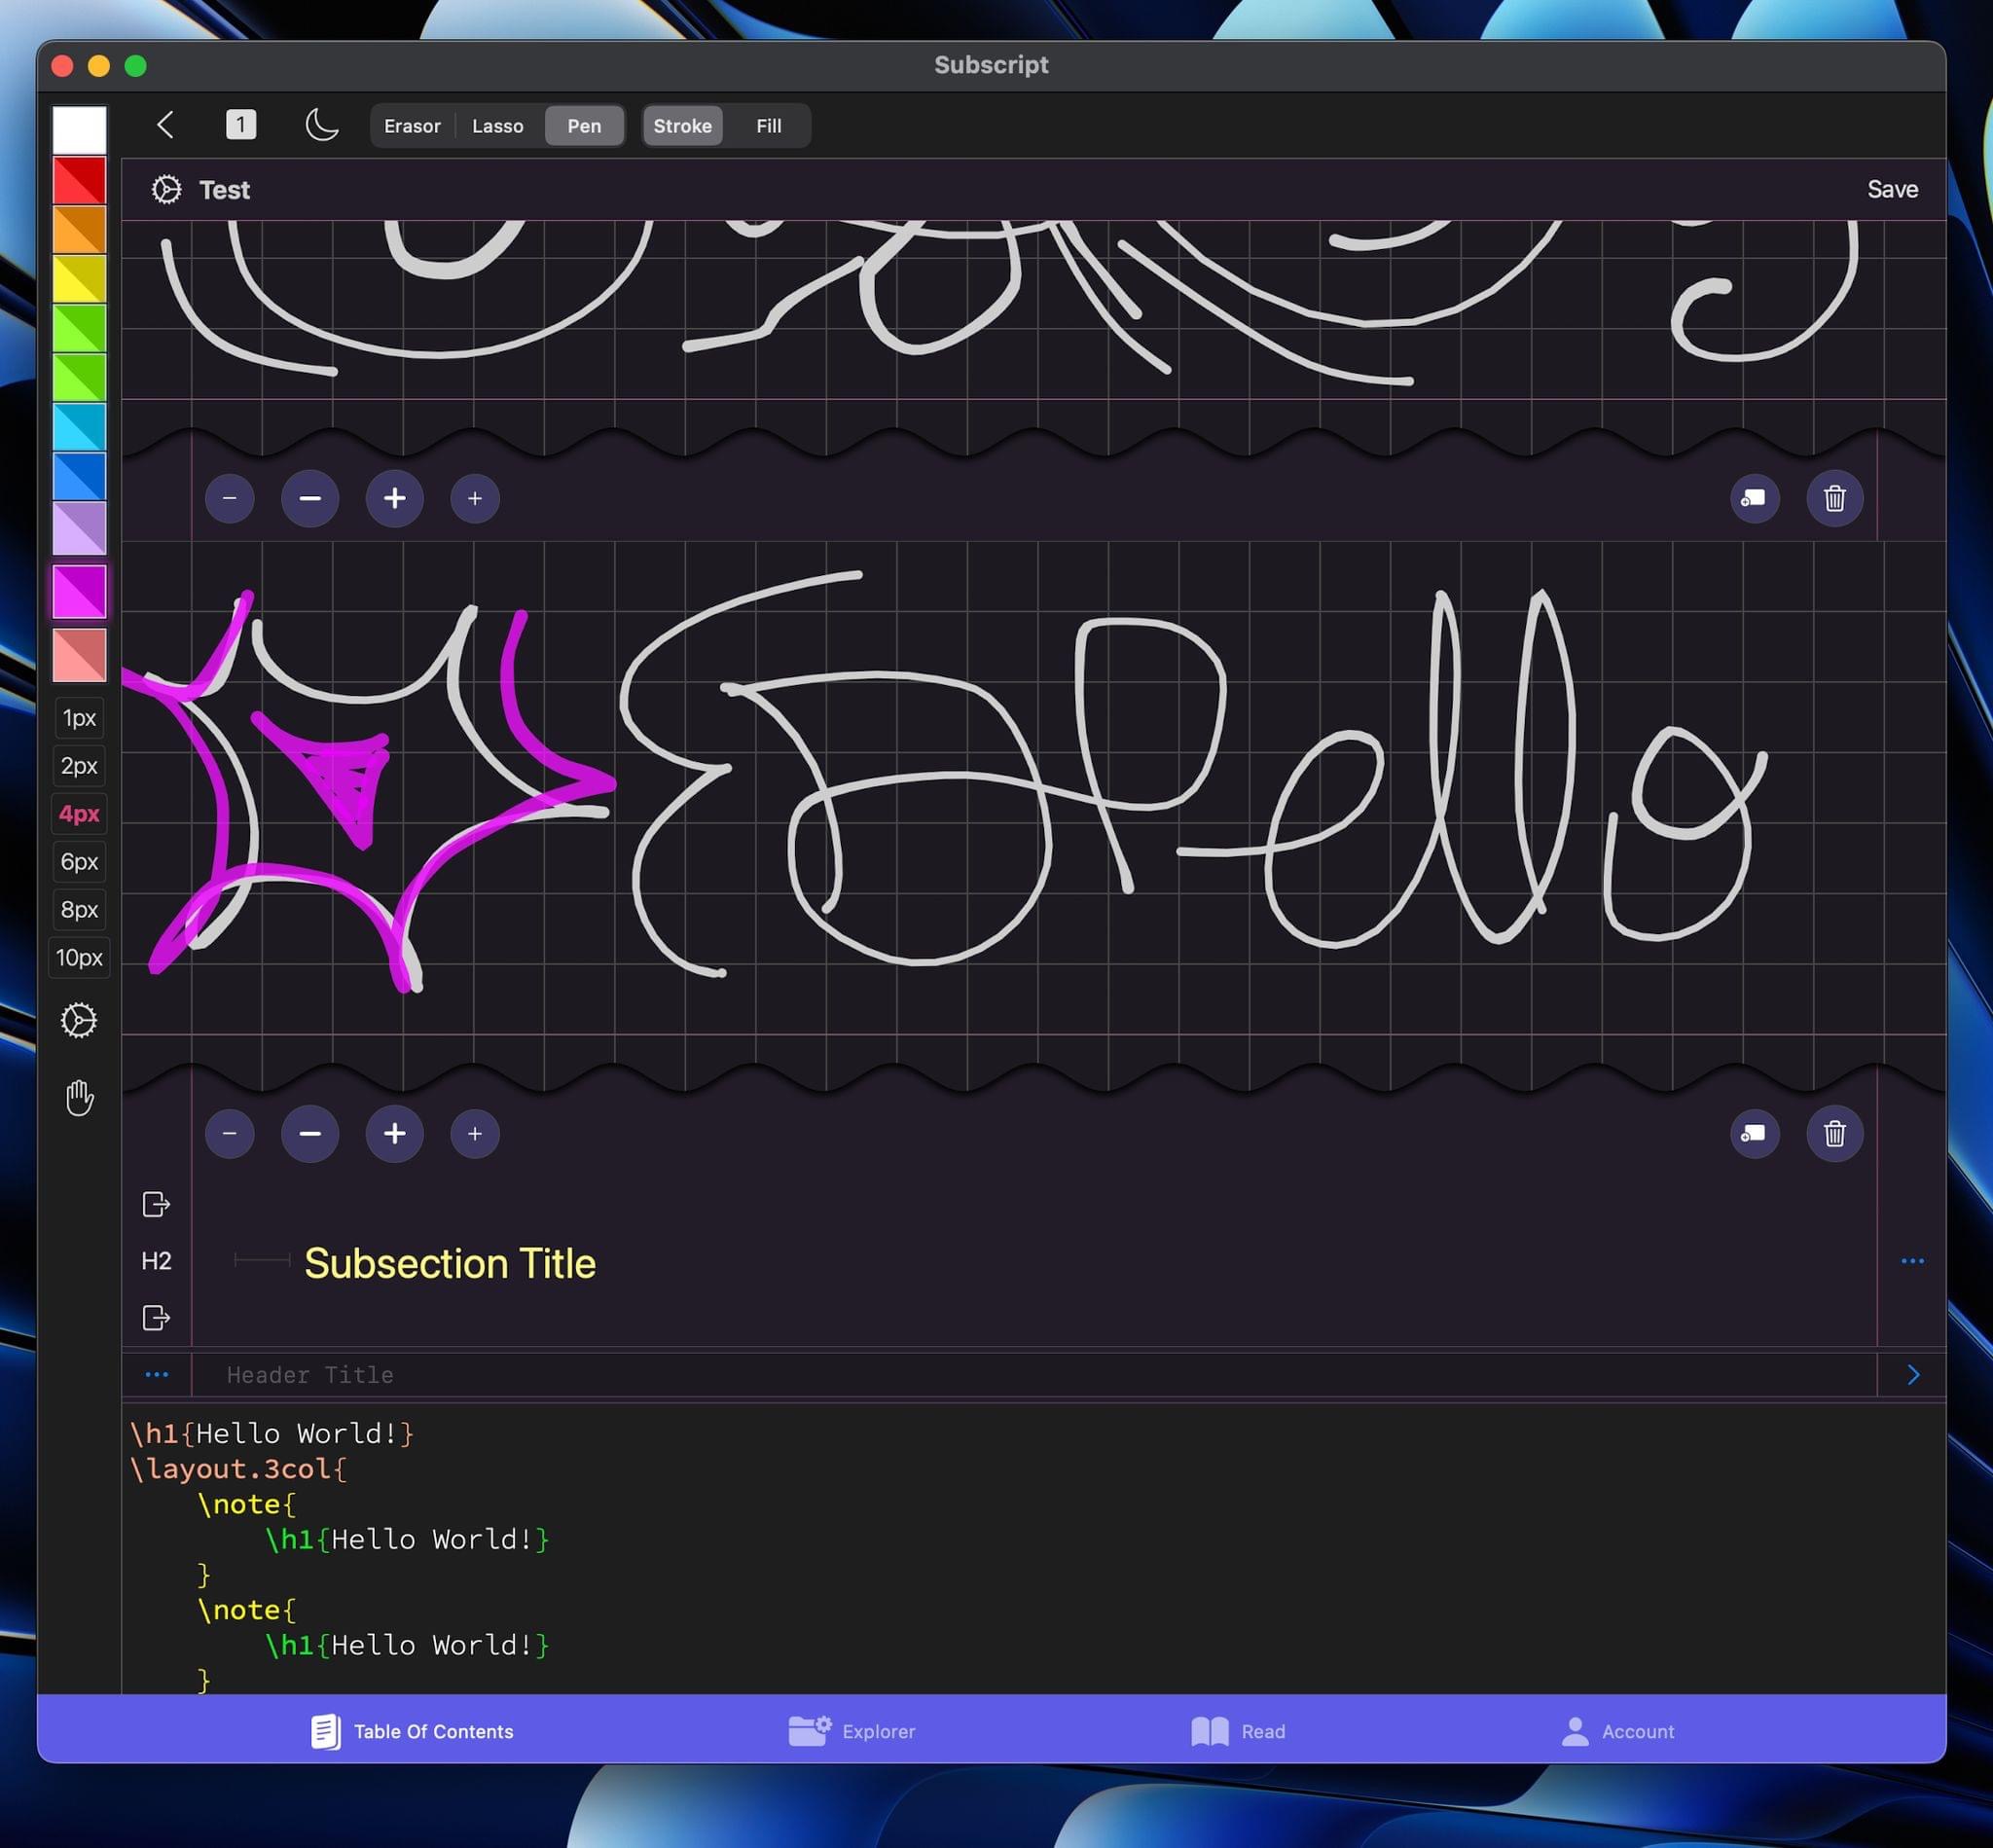 Subscript
1 Erasor Lasso Pen Stroke Fill
Test Save
1px
2px
4px
6px
8px
10px
Hello
H2 Subsection Title
Header Title
\h1{Hello World!}
\layout.3col{
\note{
\h1{Hello World!}
}
\note{
\h1{Hello World!}
}
Table Of Contents Explorer Read Account